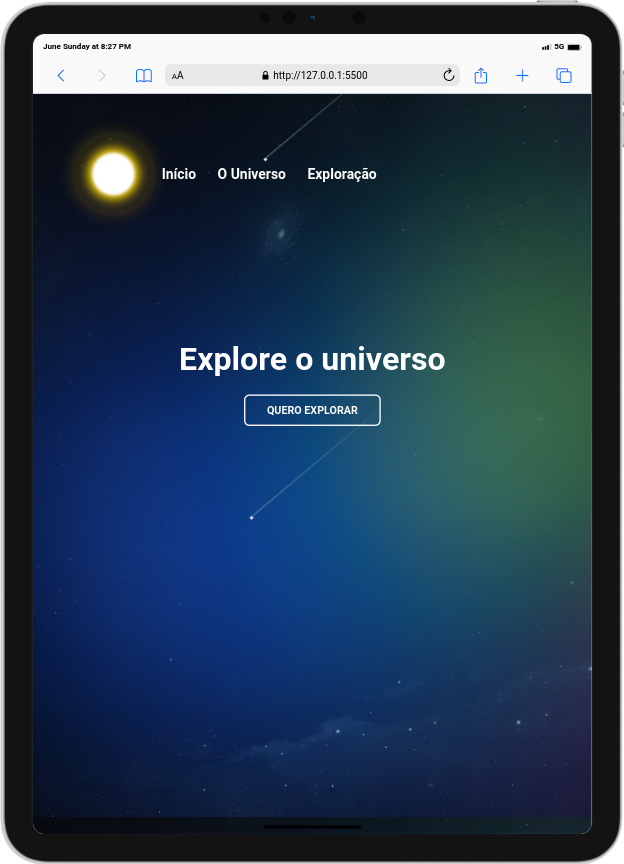 June Sunday at 8:27 PM
5G
AA
http://127.0.0.1:5500
Início O Universo Exploração
Explore o universo
QUERO EXPLORAR